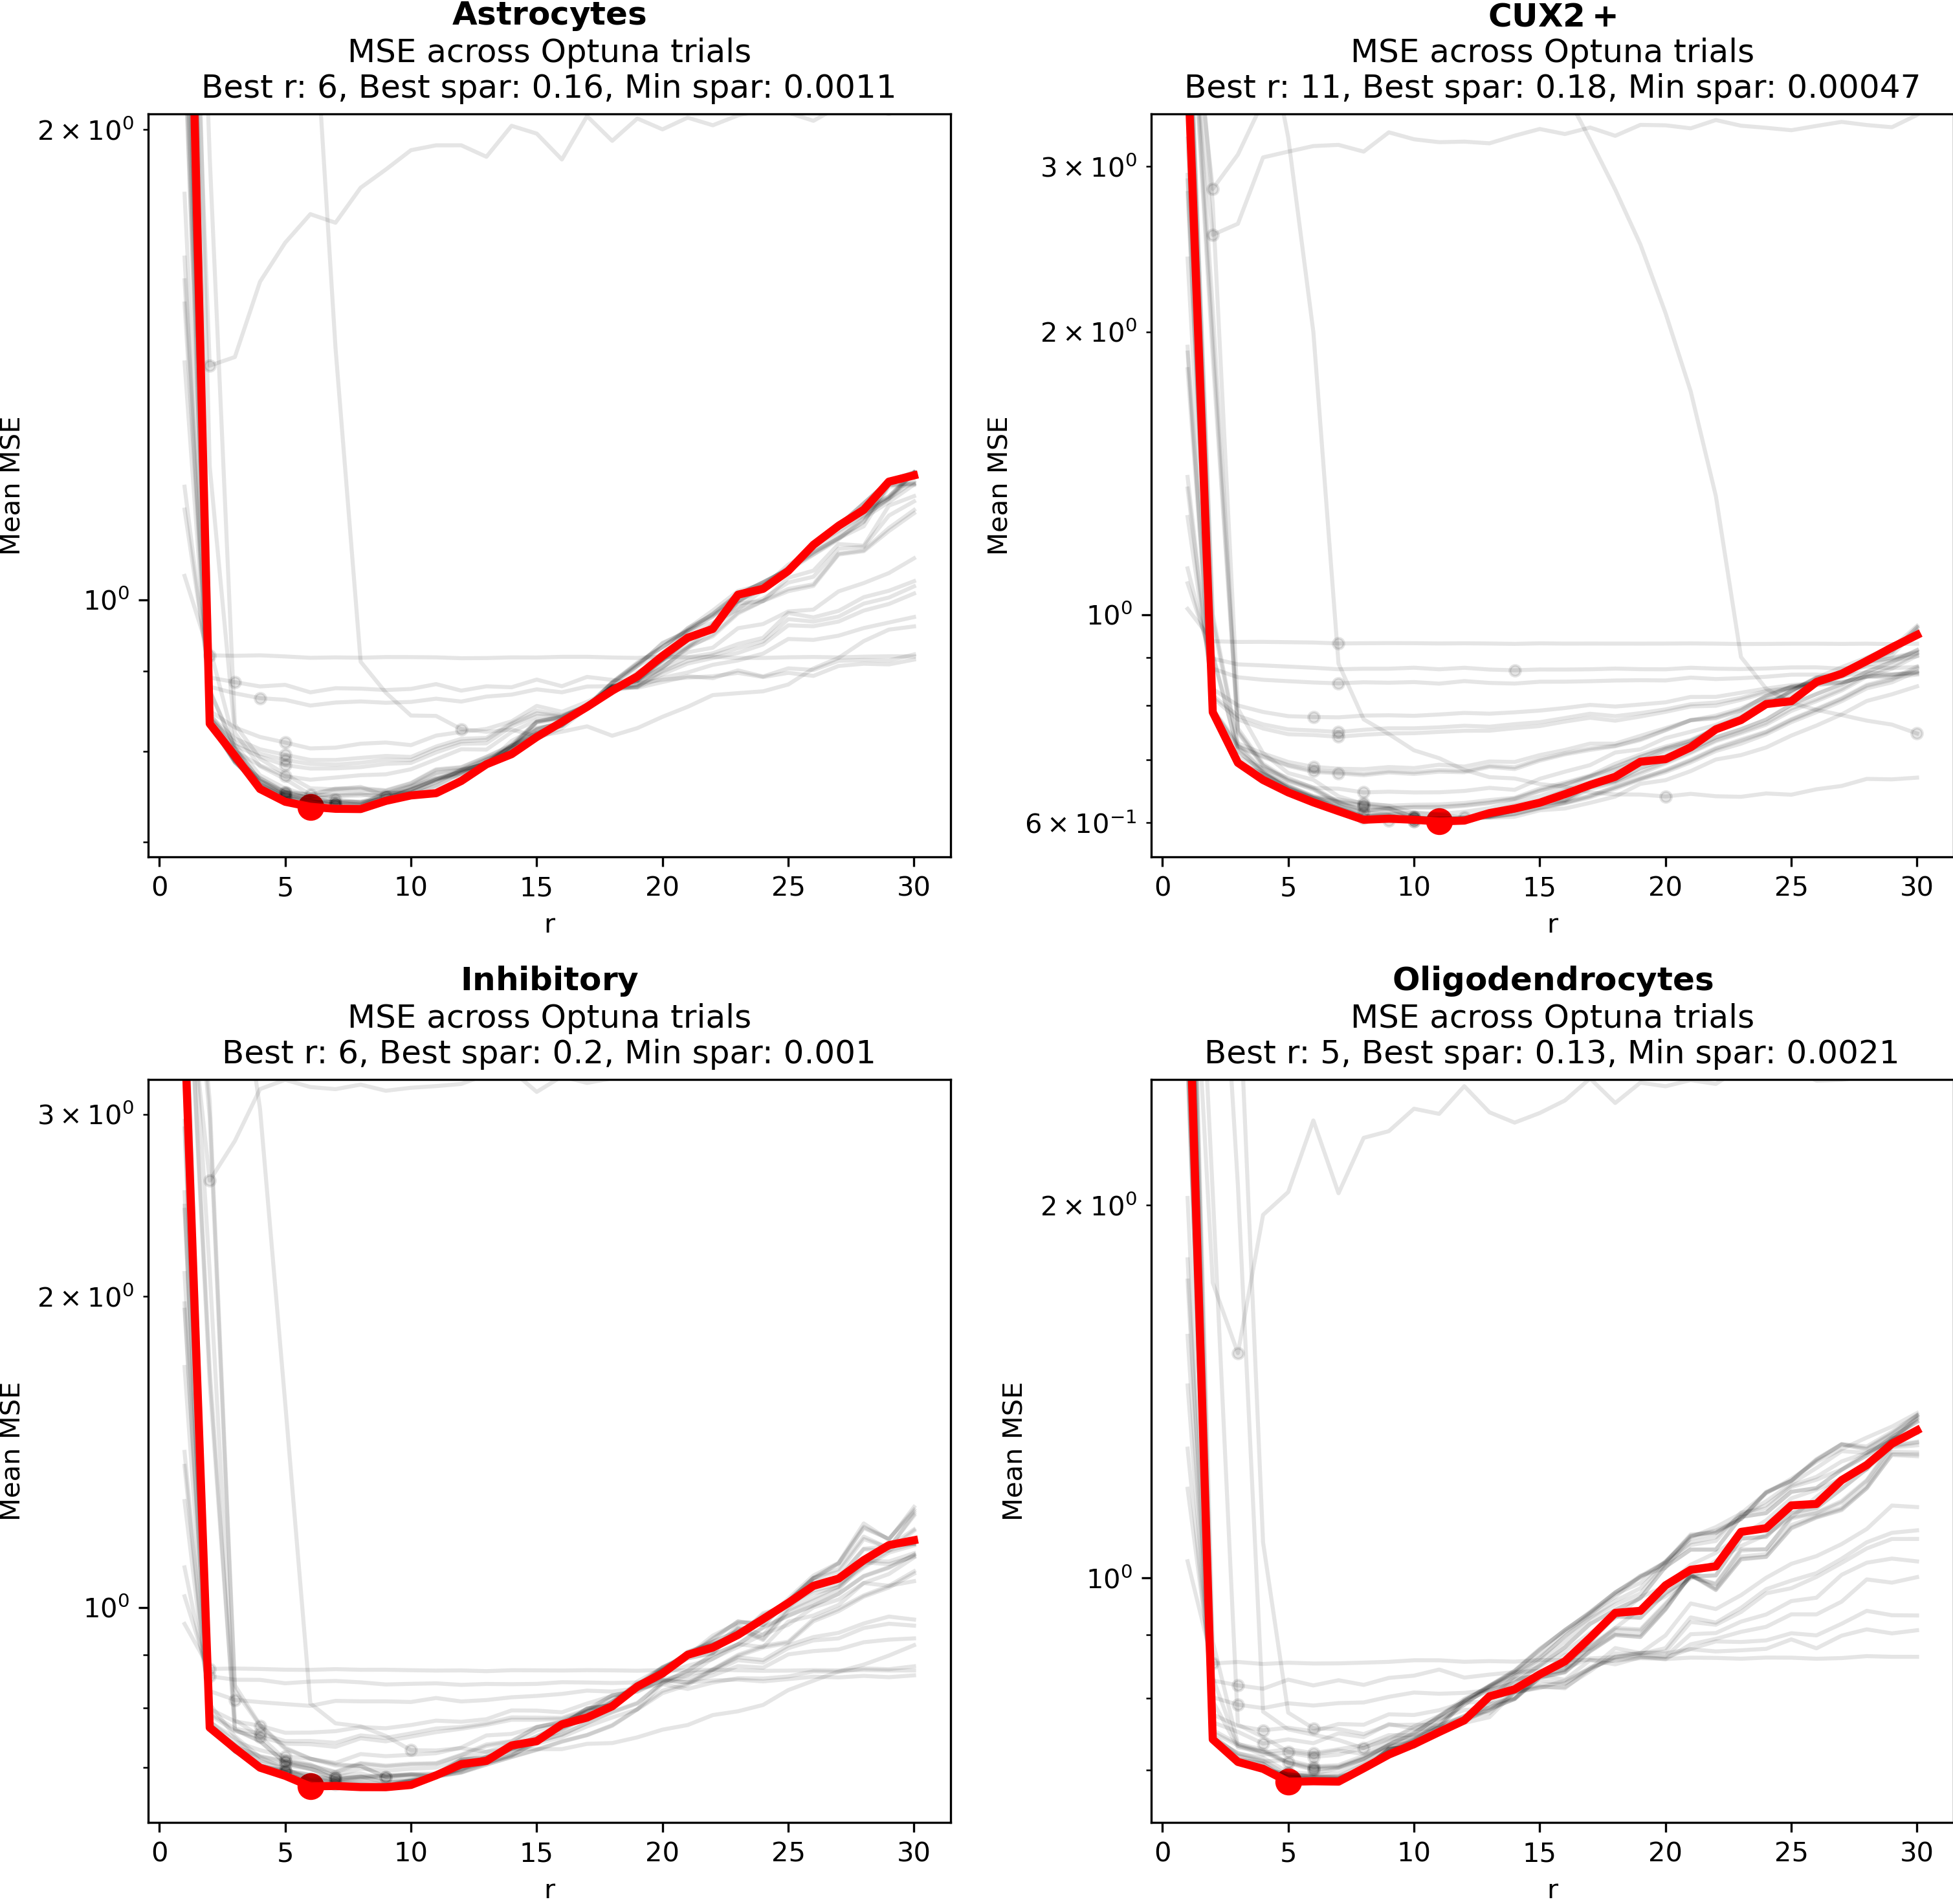 Astrocytes
MSE across Optuna trials
Best r: 6, Best spar: 0.16, Min spar: 0.0011
2 × 10⁰
10⁰
Mean MSE
0 5 10 15 20 25 30
r
CUX2 +
MSE across Optuna trials
Best r: 11, Best spar: 0.18, Min spar: 0.00047
3 × 10⁰
2 × 10⁰
10⁰
6 × 10⁻¹
Mean MSE
0 5 10 15 20 25 30
r
Inhibitory
MSE across Optuna trials
Best r: 6, Best spar: 0.2, Min spar: 0.001
3 × 10⁰
2 × 10⁰
10⁰
Mean MSE
0 5 10 15 20 25 30
r
Oligodendrocytes
MSE across Optuna trials
Best r: 5, Best spar: 0.13, Min spar: 0.0021
2 × 10⁰
10⁰
Mean MSE
0 5 10 15 20 25 30
r